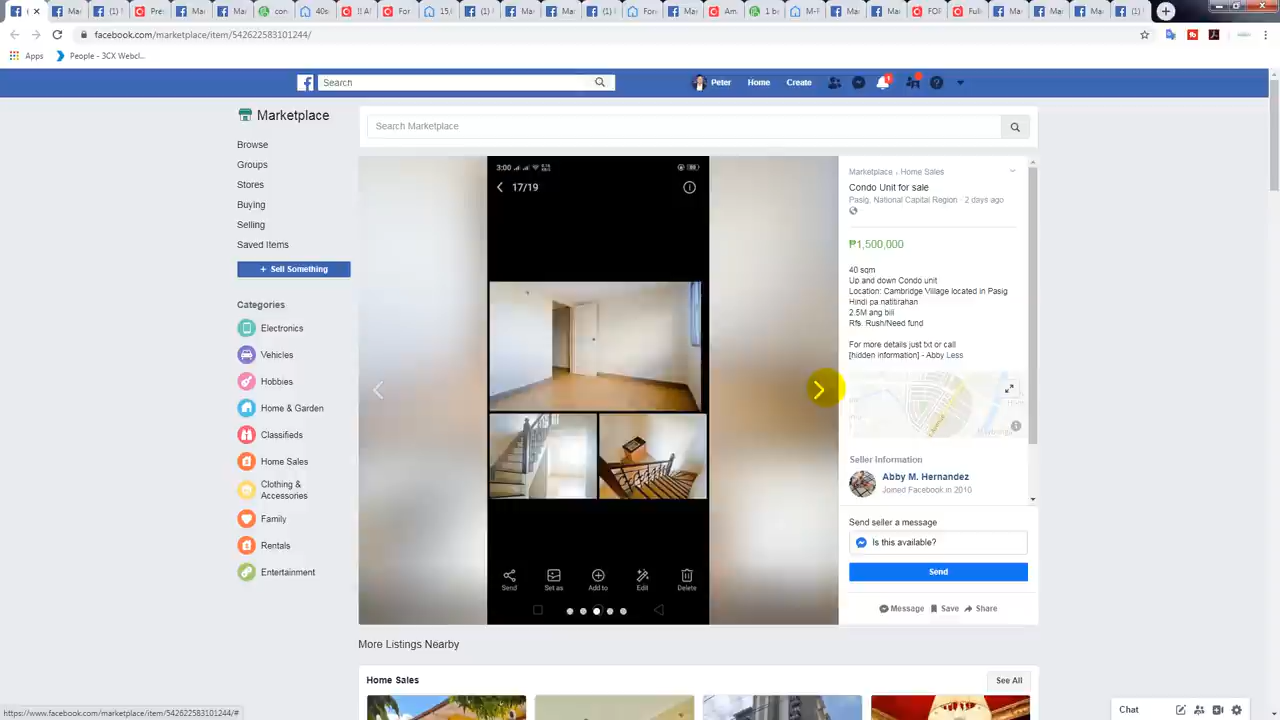 facebook.com/marketplace/item/542622583101244/
Apps
People - 3CX Webcl...
Search
Peter
Home
Create
Marketplace
Search Marketplace
Browse
Groups
Stores
Buying
Selling
Saved Items
+ Sell Something
Categories
Electronics
Vehicles
Hobbies
Home & Garden
Classifieds
Home Sales
Clothing &
Accessories
Family
Rentals
Entertainment
3:00
17/19
Send
Set as
Add to
Edit
Delete
Marketplace › Home Sales
Condo Unit for sale
Pasig, National Capital Region · 2 days ago
₱1,500,000
40 sqm
Up and down Condo unit
Location: Cambridge Village located in Pasig
Hindi pa natitirahan
2.5M ang bili
Rfs. Rush/Need fund
For more details just txt or call
[hidden information] - Abby Less
Seller Information
Abby M. Hernandez
Joined Facebook in 2010
Send seller a message
Is this available?
Send
Message
Save
Share
More Listings Nearby
Home Sales
See All
https://www.facebook.com/marketplace/item/542622583101244/#
Chat